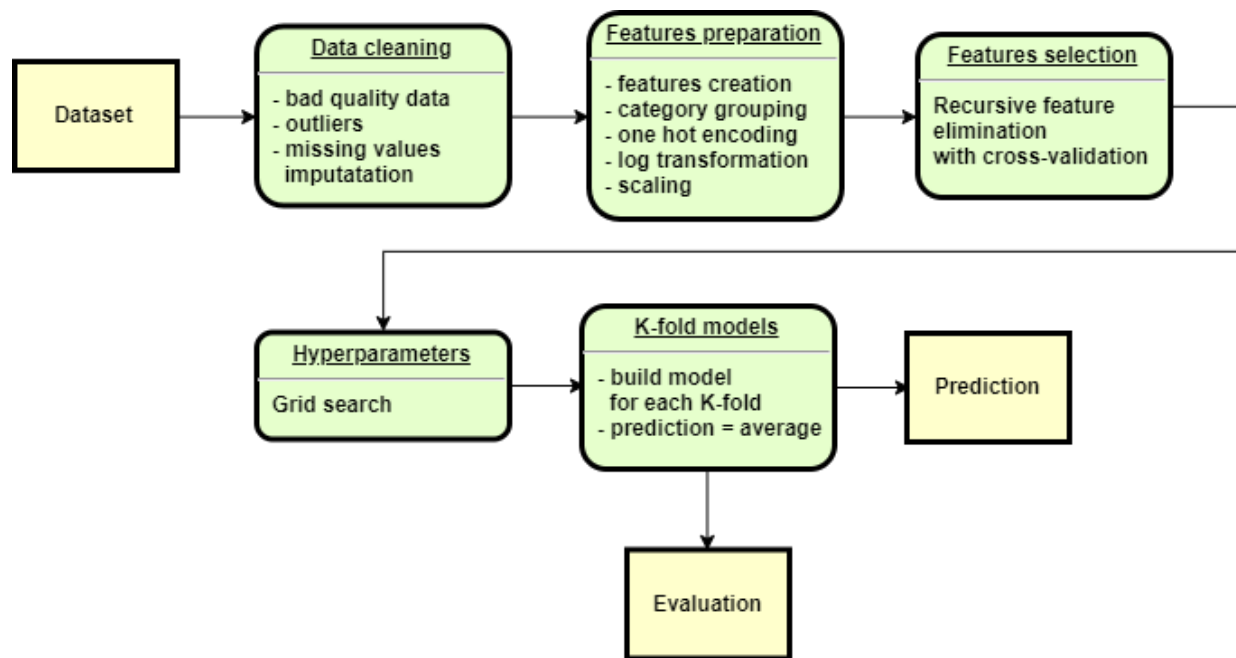 Dataset
Data cleaning
- bad quality data
- outliers
- missing values
imputatation
Features preparation
- features creation
- category grouping
- one hot encoding
- log transformation
- scaling
Features selection
Recursive feature
elimination
with cross-validation
Hyperparameters
Grid search
K-fold models
- build model
for each K-fold
- prediction = average
Prediction
Evaluation